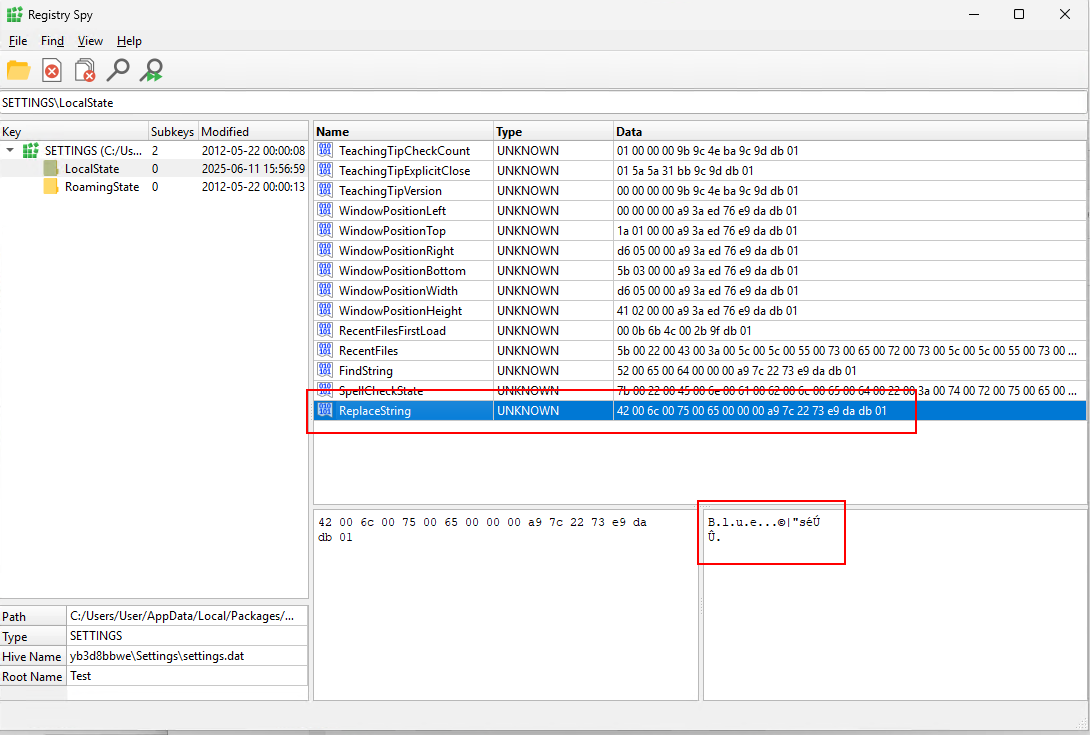 Registry Spy
File Find View Help
SETTINGS\LocalState
Key Subkeys Modified
SETTINGS (C:/Us... 2 2012-05-22 00:00:08
LocalState 0 2025-06-11 15:56:59
RoamingState 0 2012-05-22 00:00:13
Name Type Data
TeachingTipCheckCount UNKNOWN 01 00 00 00 9b 9c 4e ba 9c 9d db 01
TeachingTipExplicitClose UNKNOWN 01 5a 5a 31 bb 9c 9d db 01
TeachingTipVersion UNKNOWN 00 00 00 00 9b 9c 4e ba 9c 9d db 01
WindowPositionLeft UNKNOWN 00 00 00 00 a9 3a ed 76 e9 da db 01
WindowPositionTop UNKNOWN 1a 01 00 00 a9 3a ed 76 e9 da db 01
WindowPositionRight UNKNOWN d6 05 00 00 a9 3a ed 76 e9 da db 01
WindowPositionBottom UNKNOWN 5b 03 00 00 a9 3a ed 76 e9 da db 01
WindowPositionWidth UNKNOWN d6 05 00 00 a9 3a ed 76 e9 da db 01
WindowPositionHeight UNKNOWN 41 02 00 00 a9 3a ed 76 e9 da db 01
RecentFilesFirstLoad UNKNOWN 00 0b 6b 4c 00 2b 9f db 01
RecentFiles UNKNOWN 5b 00 22 00 43 00 3a 00 5c 00 5c 00 55 00 73 00 65 00 72 00 73 00 5c 00 5c 00 55 00 73 00 ...
FindString UNKNOWN 52 00 65 00 64 00 00 00 a9 7c 22 73 e9 da db 01
SpellCheckState UNKNOWN 7b 00 22 00 45 00 6e 00 61 00 62 00 6c 00 65 00 64 00 22 00 3a 00 74 00 72 00 75 00 65 00 ...
ReplaceString UNKNOWN 42 00 6c 00 75 00 65 00 00 00 a9 7c 22 73 e9 da db 01
42 00 6c 00 75 00 65 00 00 00 a9 7c 22 73 e9 da
db 01
B.l.u.e...©|"séÚ
Û.
Path C:/Users/User/AppData/Local/Packages/...
Type SETTINGS
Hive Name yb3d8bbwe\Settings\settings.dat
Root Name Test